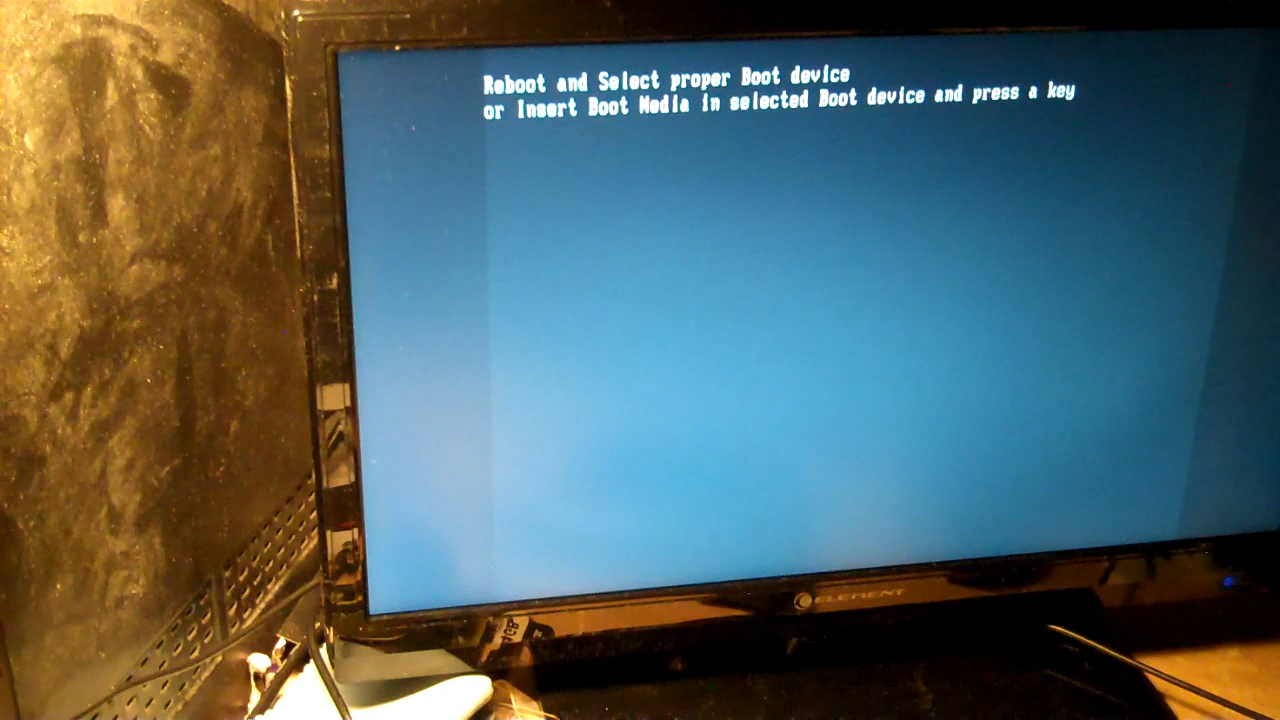 Reboot and Select proper Boot device
or Insert Boot Media in selected Boot device and press a key
ELEMENT